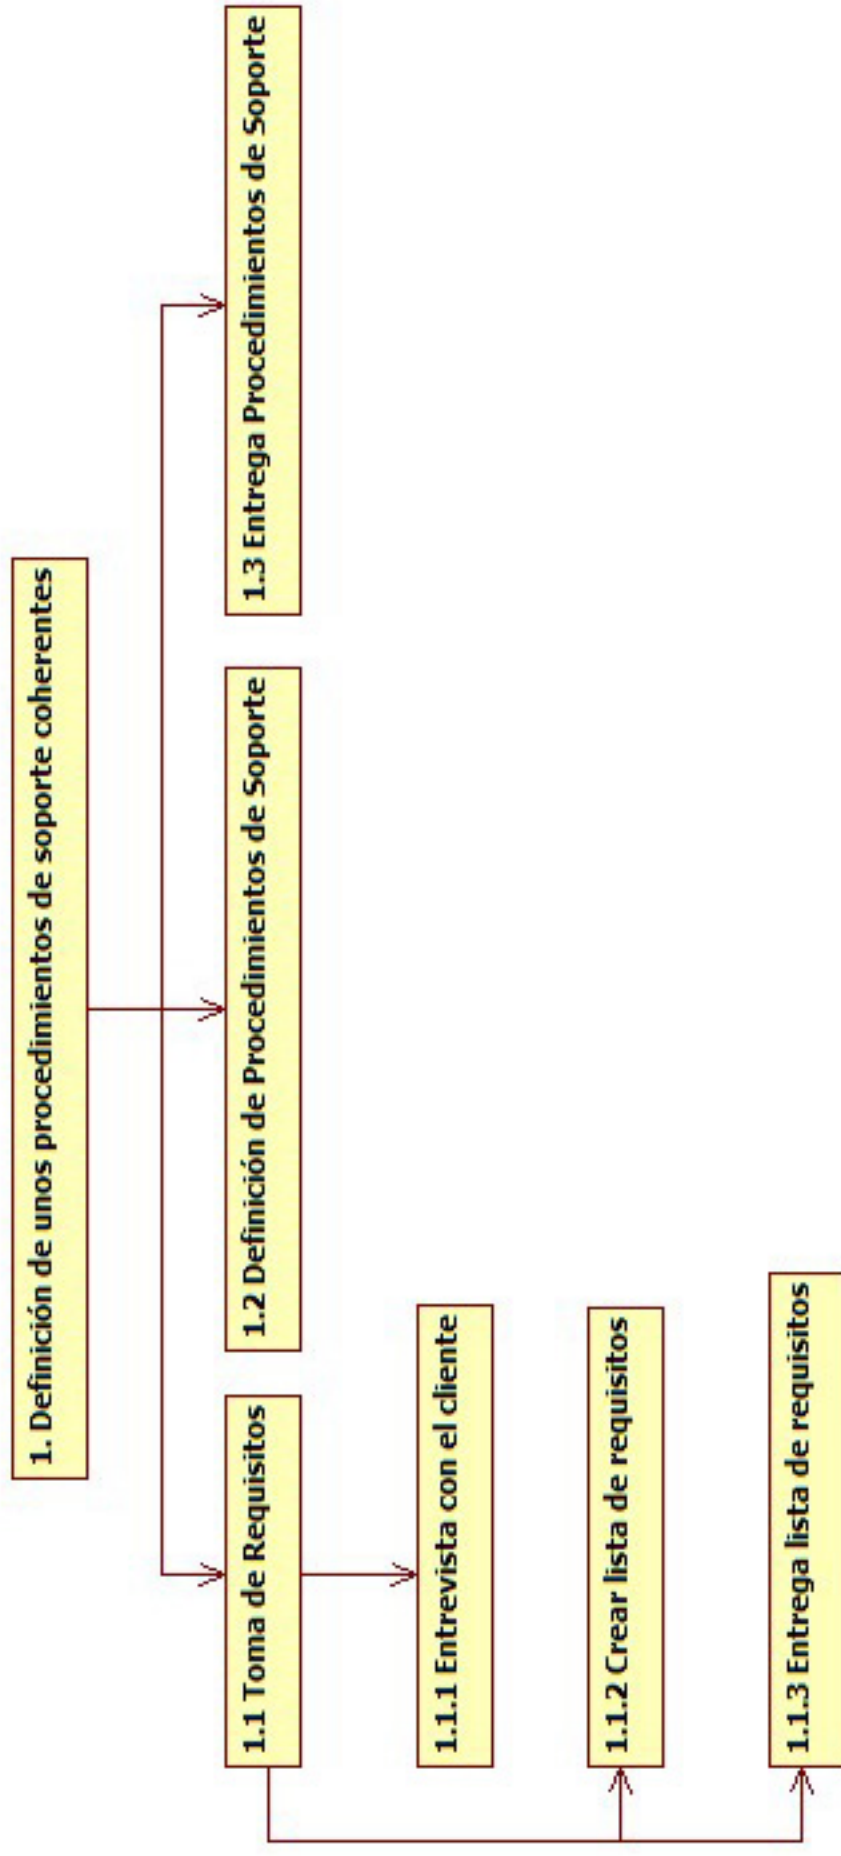 1. Definición de unos procedimientos de soporte coherentes
1.1 Toma de Requisitos
1.2 Definición de Procedimientos de Soporte
1.3 Entrega Procedimientos de Soporte
1.1.1 Entrevista con el cliente
1.1.2 Crear lista de requisitos
1.1.3 Entrega lista de requisitos